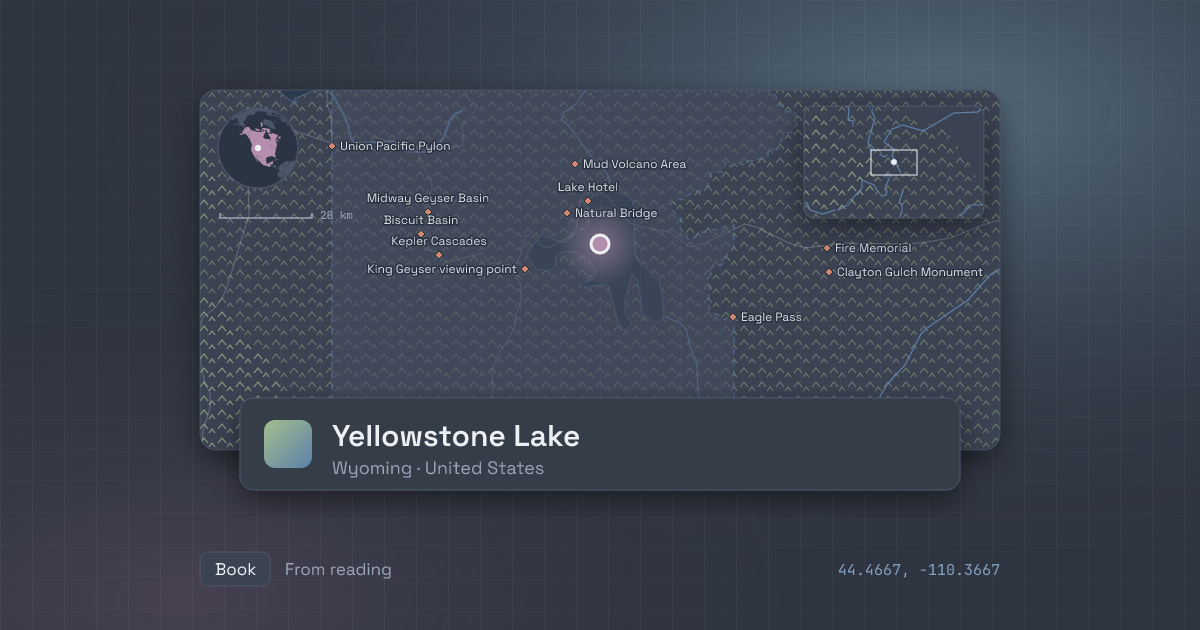 Union Pacific Pylon
Mud Volcano Area
Lake Hotel
Midway Geyser Basin
Natural Bridge
20 km
Biscuit Basin
Kepler Cascades
Fire Memorial
King Geyser viewing point
Clayton Gulch Monument
Eagle Pass
Yellowstone Lake
Wyoming · United States
Book
From reading
44.4667, -110.3667